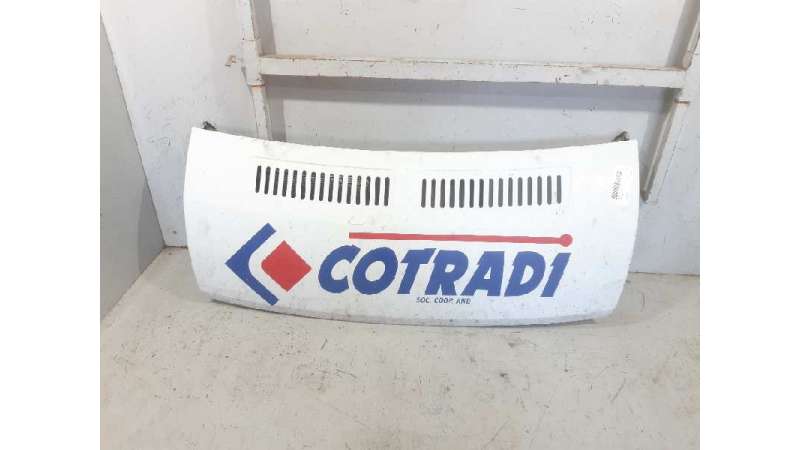 COTRADI
SOC. COOP. AND